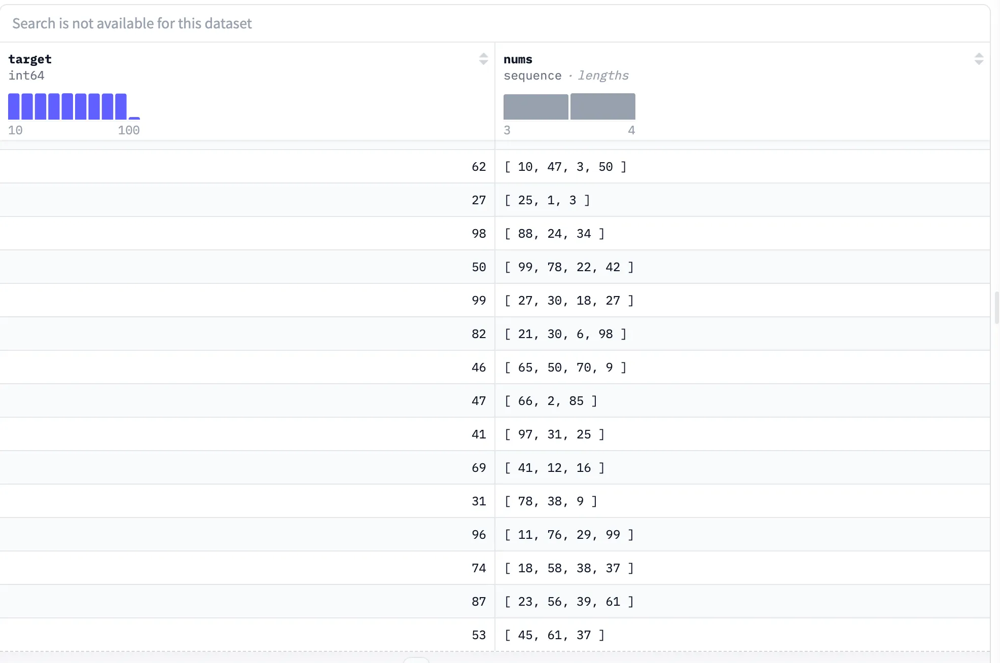 Search is not available for this dataset
target nums
int64 sequence · lengths
10 100 3 4
62 [ 10, 47, 3, 50 ]
27 [ 25, 1, 3 ]
98 [ 88, 24, 34 ]
50 [ 99, 78, 22, 42 ]
99 [ 27, 30, 18, 27 ]
82 [ 21, 30, 6, 98 ]
46 [ 65, 50, 70, 9 ]
47 [ 66, 2, 85 ]
41 [ 97, 31, 25 ]
69 [ 41, 12, 16 ]
31 [ 78, 38, 9 ]
96 [ 11, 76, 29, 99 ]
74 [ 18, 58, 38, 37 ]
87 [ 23, 56, 39, 61 ]
53 [ 45, 61, 37 ]